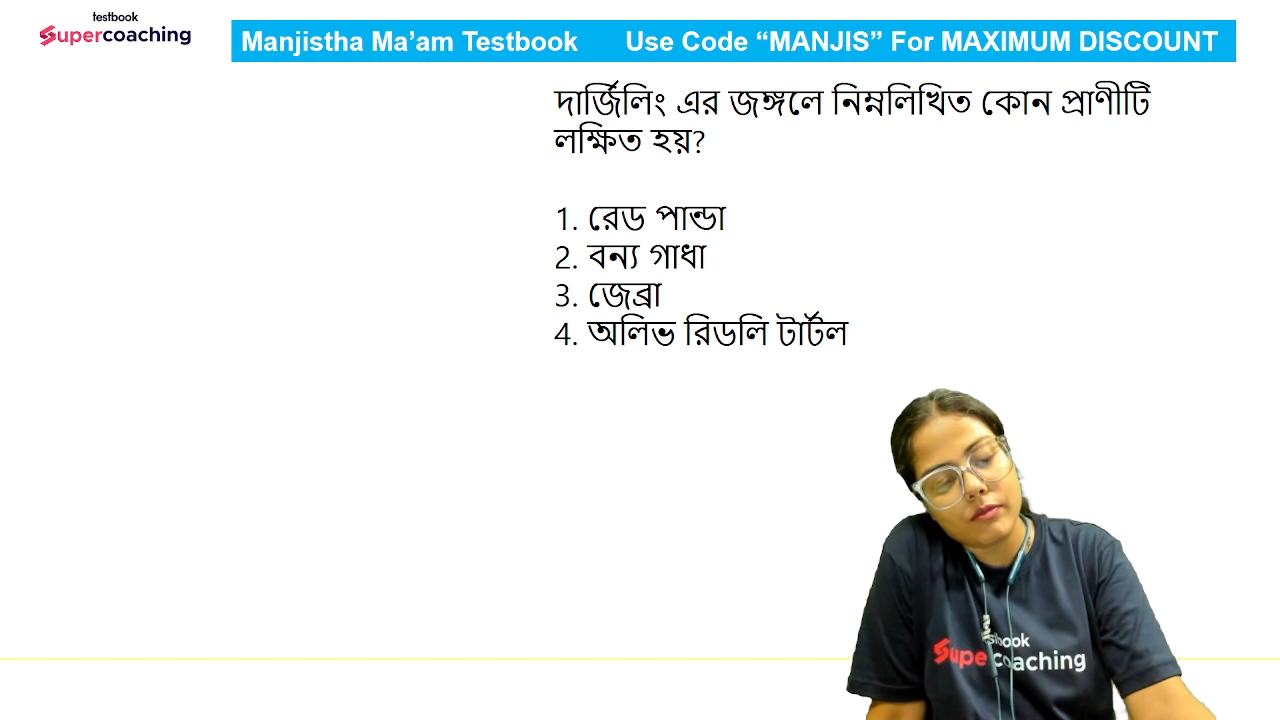 testbook
Supercoaching
Manjistha Ma’am Testbook Use Code “MANJIS” For MAXIMUM DISCOUNT
দার্জিলিং এর জঙ্গলে নিম্নলিখিত কোন প্রাণীটি
লক্ষিত হয়?
1. রেড পান্ডা
2. বন্য গাধা
3. জেব্রা
4. অলিভ রিডলি টার্টল
testbook
Supercoaching